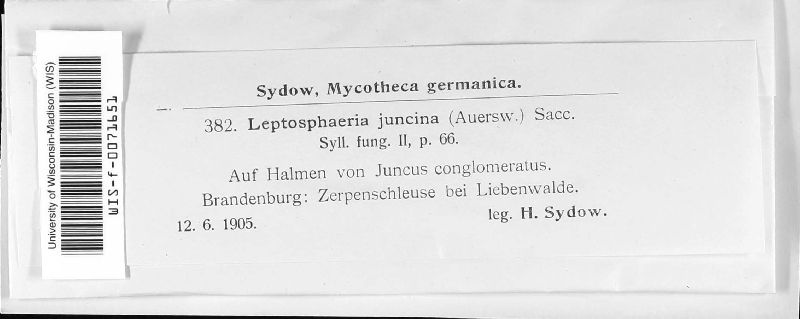 University of Wisconsin-Madison (WIS)
WIS-f-0071651
Sydow, Mycotheca germanica.
382. Leptosphaeria juncina (Auersw.) Sacc.
Syll. fung. II, p. 66.
Auf Halmen von Juncus conglomeratus.
Brandenburg: Zerpenschleuse bei Liebenwalde.
12. 6. 1905. leg. H. Sydow.